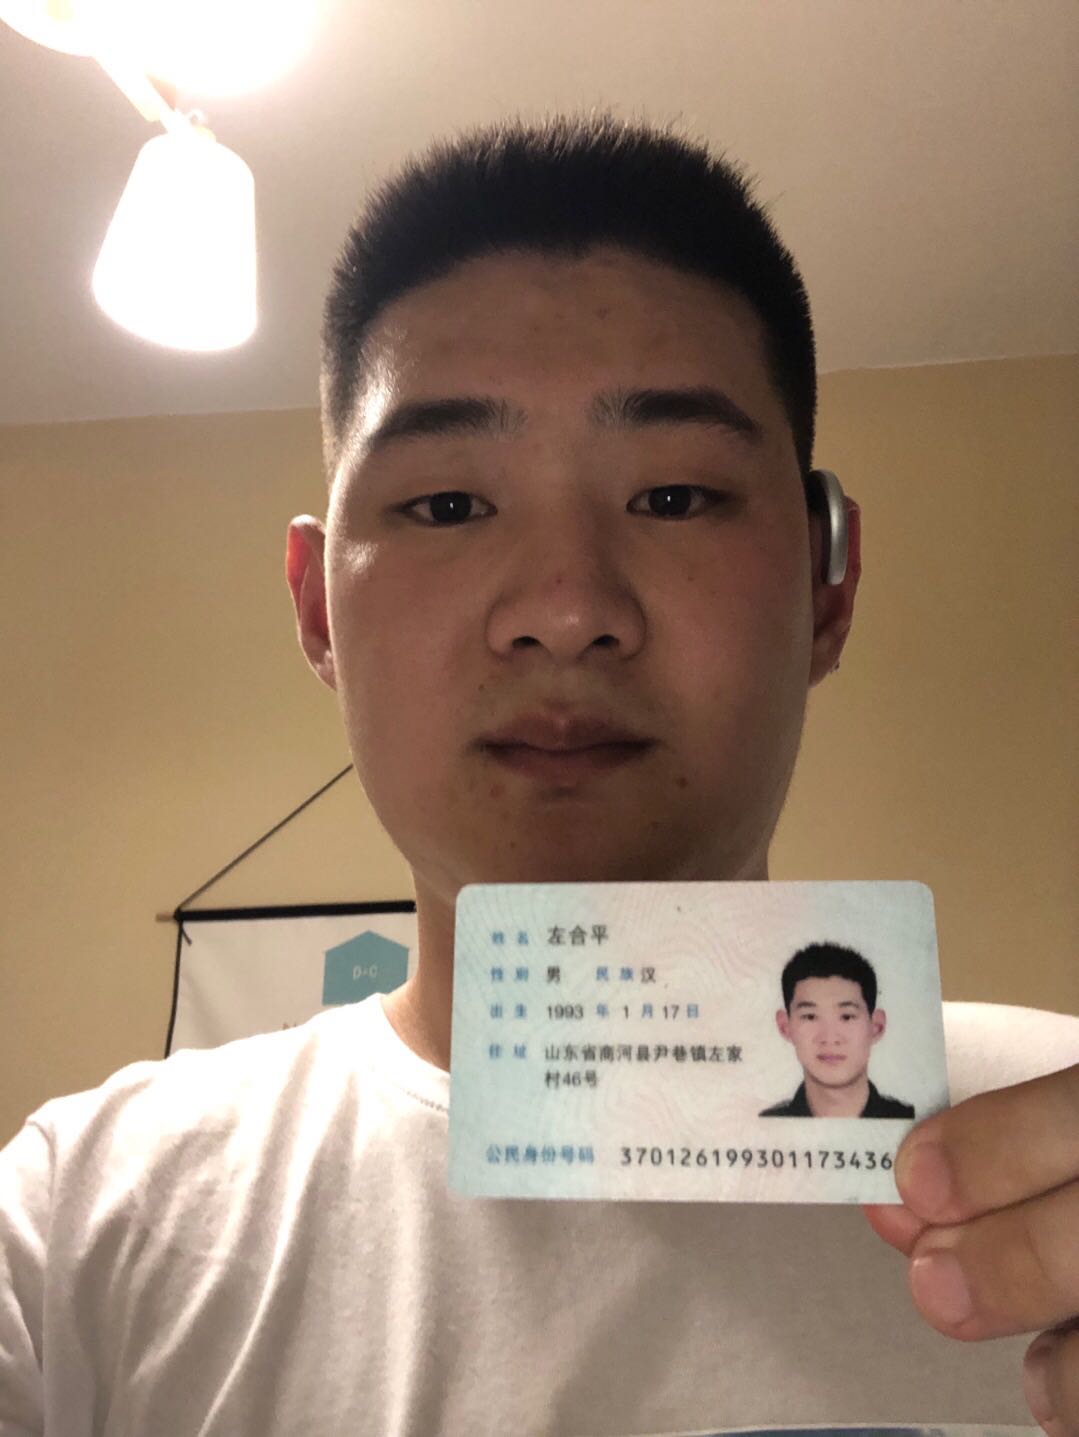 姓名 左合平
性别 男 民族 汉
出生 1993 年 1 月 17 日
住址 山东省商河县尹巷镇左家
村46号
公民身份号码 370126199301173436